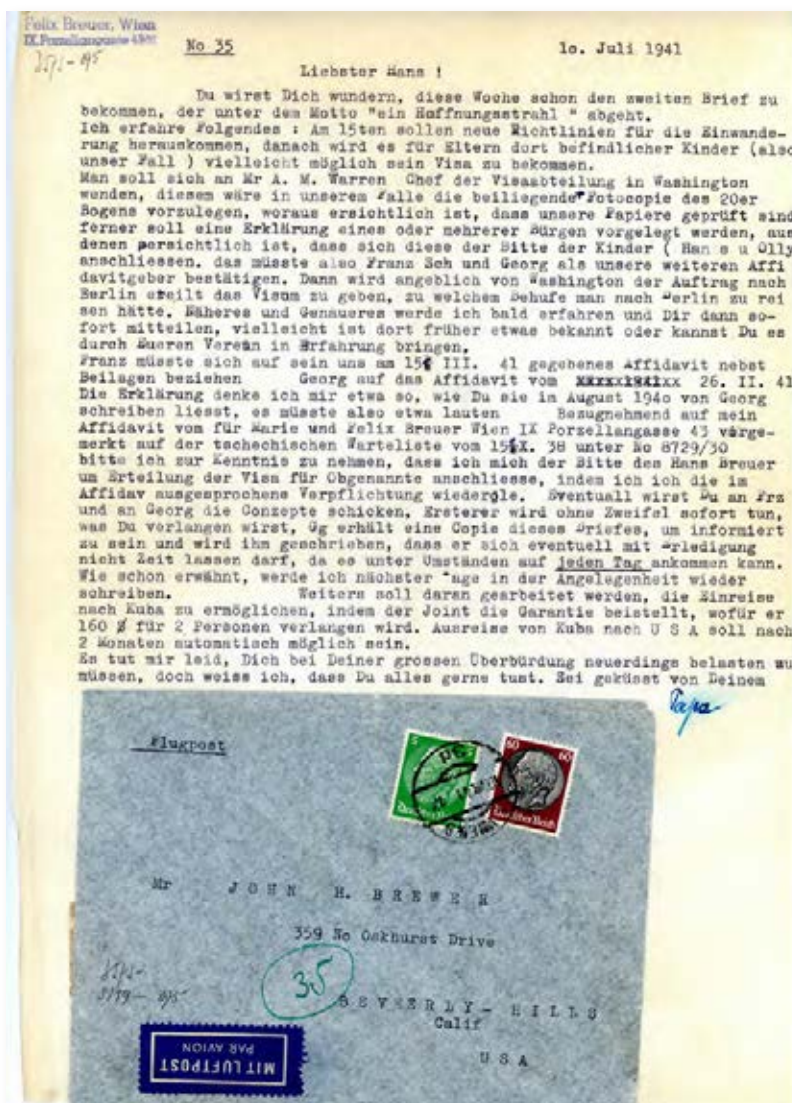 Felix Breuer, Wien
IX. Porzellangasse
No 35
10. Juli 1941
Liebster Hans !
Du wirst Dich wundern, diese Woche schon den zweiten Brief zu
bekommen, der unter dem Motto "ein Hoffnungsstrahl " abgeht.
Ich erfahre Folgendes : Am 15ten sollen neue Richtlinien für die Einwande-
rung herauskommen, danach wird es für Eltern dort befindlicher Kinder (also
unser Fall ) vielleicht möglich sein Visa zu bekommen.
Man soll sich an Mr A. M. Warren Chef der Visaabteilung in Washington
wenden, diesem wäre in unserem Falle die beiliegende Fotocopie des 20er
Bogens vorzulegen, woraus ersichtlich ist, dass unsere Papiere geprüft sind
ferner soll eine Erklärung eines oder mehrerer Bürgen vorgelegt werden, aus
denen persichtlich ist, dass sich diese der Bitte der Kinder ( Han s u Olly
anschliessen. das müsste also Franz Sch und Georg als unsere weiteren Affi
davitgeber bestätigen. Dann wird angeblich von Washington der Auftrag nach
Berlin erteilt das Visum zu geben, zu welchem Behufe man nach Berlin zu rei
sen hätte. Näheres und Genaueres werde ich bald erfahren und Dir dann so-
fort mitteilen, vielleicht ist dort früher etwas bekannt oder kannst Du es
durch Eueren Verein in Erfahrung bringen.
Franz müsste sich auf sein uns am 15 III. 41 gegebenes Affidavit nebst
Beilagen beziehen Georg auf das Affidavit vom 26. II. 41
Die Erklärung denke ich mir etwa so, wie Du sie im August 1940 von Georg
schreiben liesst, es müsste also etwa lauten Bezugnehmend auf mein
Affidavit vom für Marie und Felix Breuer Wien IX Porzellangasse 43 vorge-
merkt auf der tschechischen Warteliste vom 15 X. 38 unter No 8729/30
bitte ich zur Kenntnis zu nehmen, dass ich mich der Bitte des Hans Breuer
um Erteilung der Visa für Obgenannte anschliesse, indem ich ich die im
Affidav ausgesprochene Verpflichtung Eventuall wirst Du an Frz
und an Georg die Conzepte schicken, Ersterer wird ohne Zweifel sofort tun,
was Du verlangen wirst, Gg erhält eine Copie dieses Briefes, um informiert
zu sein und wird ihm geschrieben, dass er sich eventuell mit Erledigung
nicht Zeit lassen darf, da es unter Umständen auf jeden Tag ankommen kann.
Wie schon erwähnt, werde ich nächster Tage in der Angelegenheit wieder
schreiben. Weiters soll daran gearbeitet werden, die Einreise
nach Kuba zu ermöglichen, indem der Joint die Garantie beistellt, wofür er
160 $ für 2 Personen verlangen wird. Ausreise von Kuba nach U S A soll nach
2 Monaten automatisch möglich sein.
Es tut mir leid, Dich bei Deiner grossen Überbürdung neuerdings belasten zu
müssen, doch weiss ich, dass Du alles gerne tust. Sei geküsst von Deinem
Papa
Flugpost
5
60 60
Deutsches Reich
Mr JOHN H. BREWER
359 No Oakhurst Drive
35
BEVERLY - HILLS
Calif
U S A
MIT LUFTPOST
PAR AVION